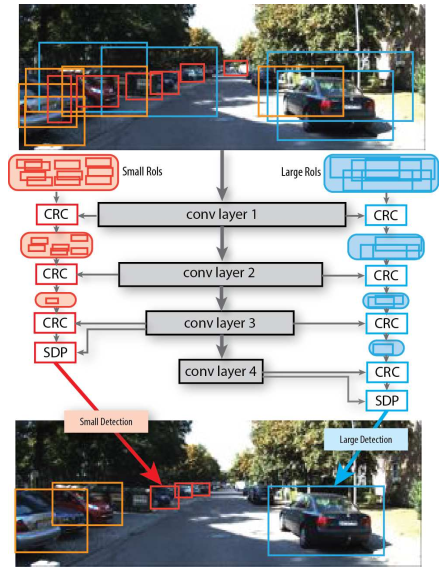 Small RoIs
Large RoIs
CRC
conv layer 1
CRC
CRC
conv layer 2
CRC
CRC
conv layer 3
CRC
SDP
conv layer 4
CRC
SDP
Small Detection
Large Detection